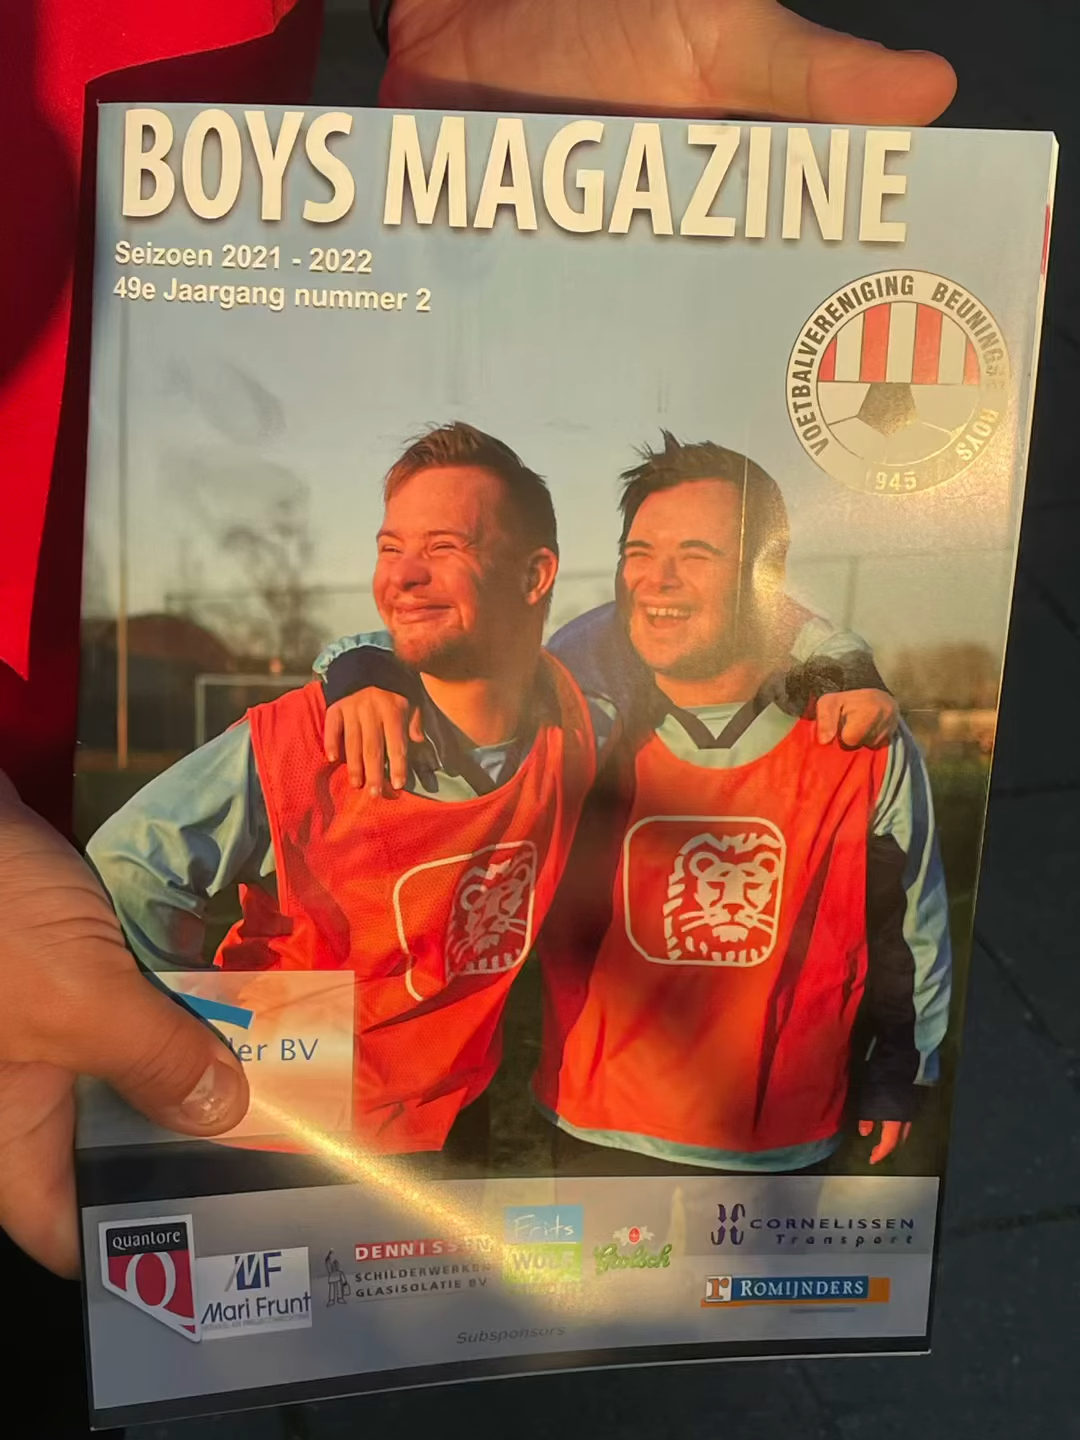 BOYS MAGAZINE
Seizoen 2021 - 2022
49e Jaargang nummer 2
VOETBALVERENIGING BEUNINGSE BOYS
1945
BV
Quantore
MF
Mari Frunt
DENNISSEN
SCHILDERWERKEN
GLASISOLATIE BV
Frits
Grolsch
CORNELISSEN
Transport
r ROMIJNDERS
Subsponsors